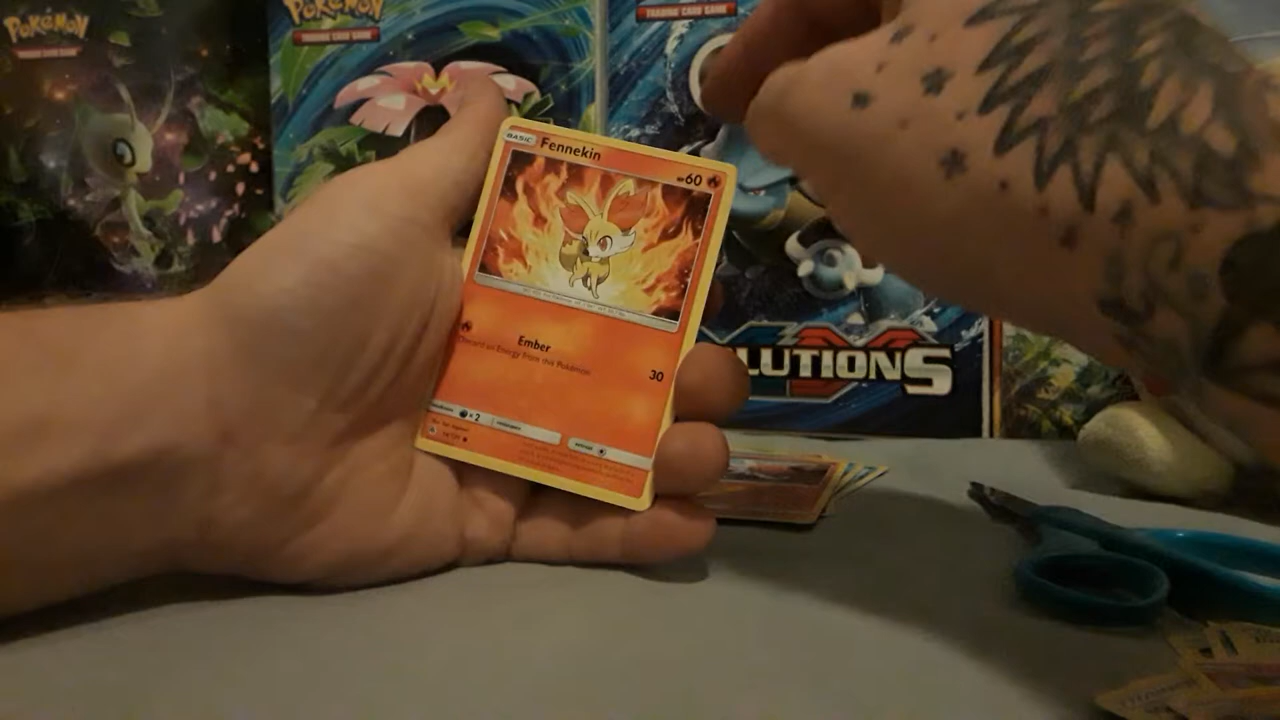 Pokémon
TRADING CARD GAME
POKéMON
TRADING CARD GAME
TRADING CARD GAME
BASIC Fennekin
60
Ember
30
Discard an Energy from this Pokémon.
×2
LUTIONS